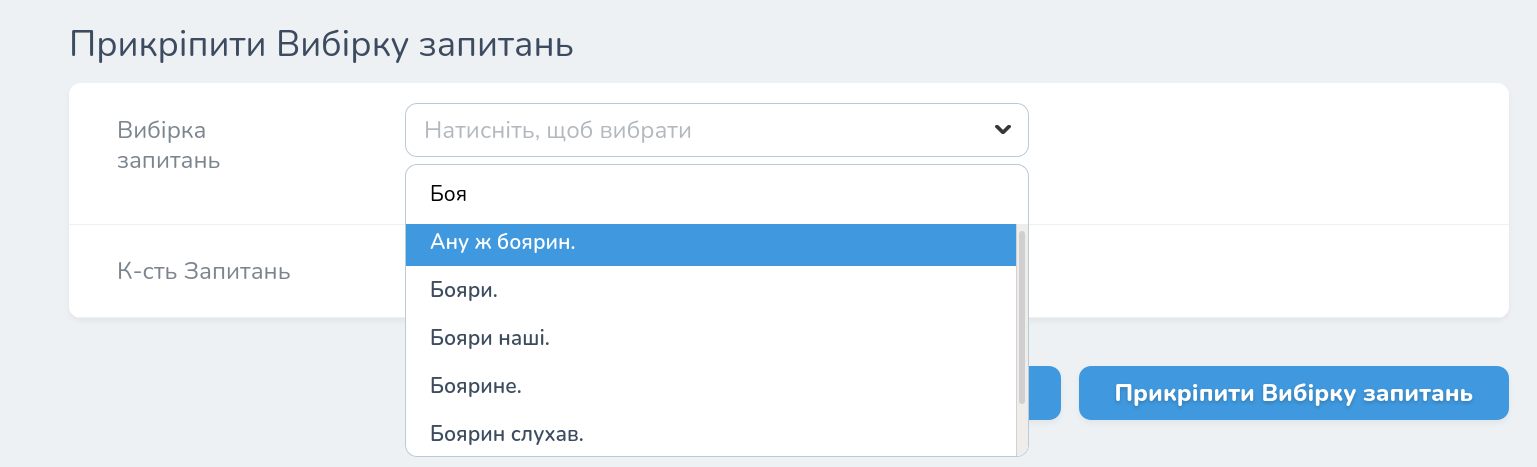 Прикріпити Вибірку запитань
Вибірка
запитань
Натисніть, щоб вибрати
Боя
Ану ж боярин.
Бояри.
К-сть Запитань
Бояри наші.
Боярине.
Боярин слухав.
Прикріпити Вибірку запитань